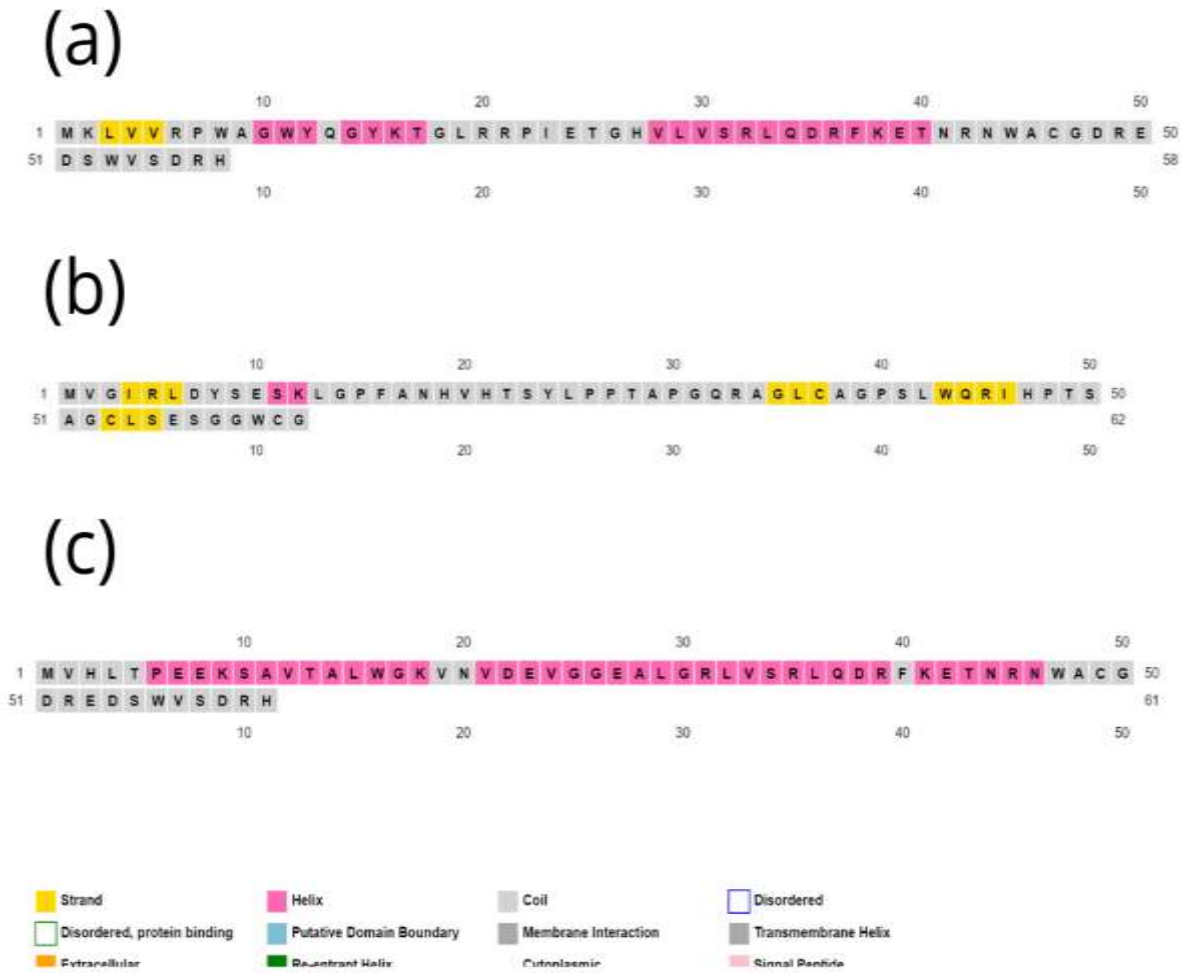 (a)
10 20 30 40 50
1 M K L V V R P W A G W Y Q G Y K T G L R R P I E T G H V L V S R L Q D R F K E T N R N W A C G D R E 50
51 D S W V S D R H 58
10 20 30 40 50
(b)
10 20 30 40 50
1 M V G I R L D Y S E S K L G P F A N H V H T S Y L P P T A P G Q R A G L C A G P S L W Q R I H P T S 50
51 A G C L S E S G G W C G 62
10 20 30 40 50
(c)
10 20 30 40 50
1 M V H L T P E E K S A V T A L W G K V N V D E V G G E A L G R L V S R L Q D R F K E T N R N W A C G 50
51 D R E D S W V S D R H 61
10 20 30 40 50
Strand Helix Coil Disordered
Disordered, protein binding Putative Domain Boundary Membrane Interaction Transmembrane Helix
Extracellular Re-entrant Helix Cytoplasmic Signal Peptide